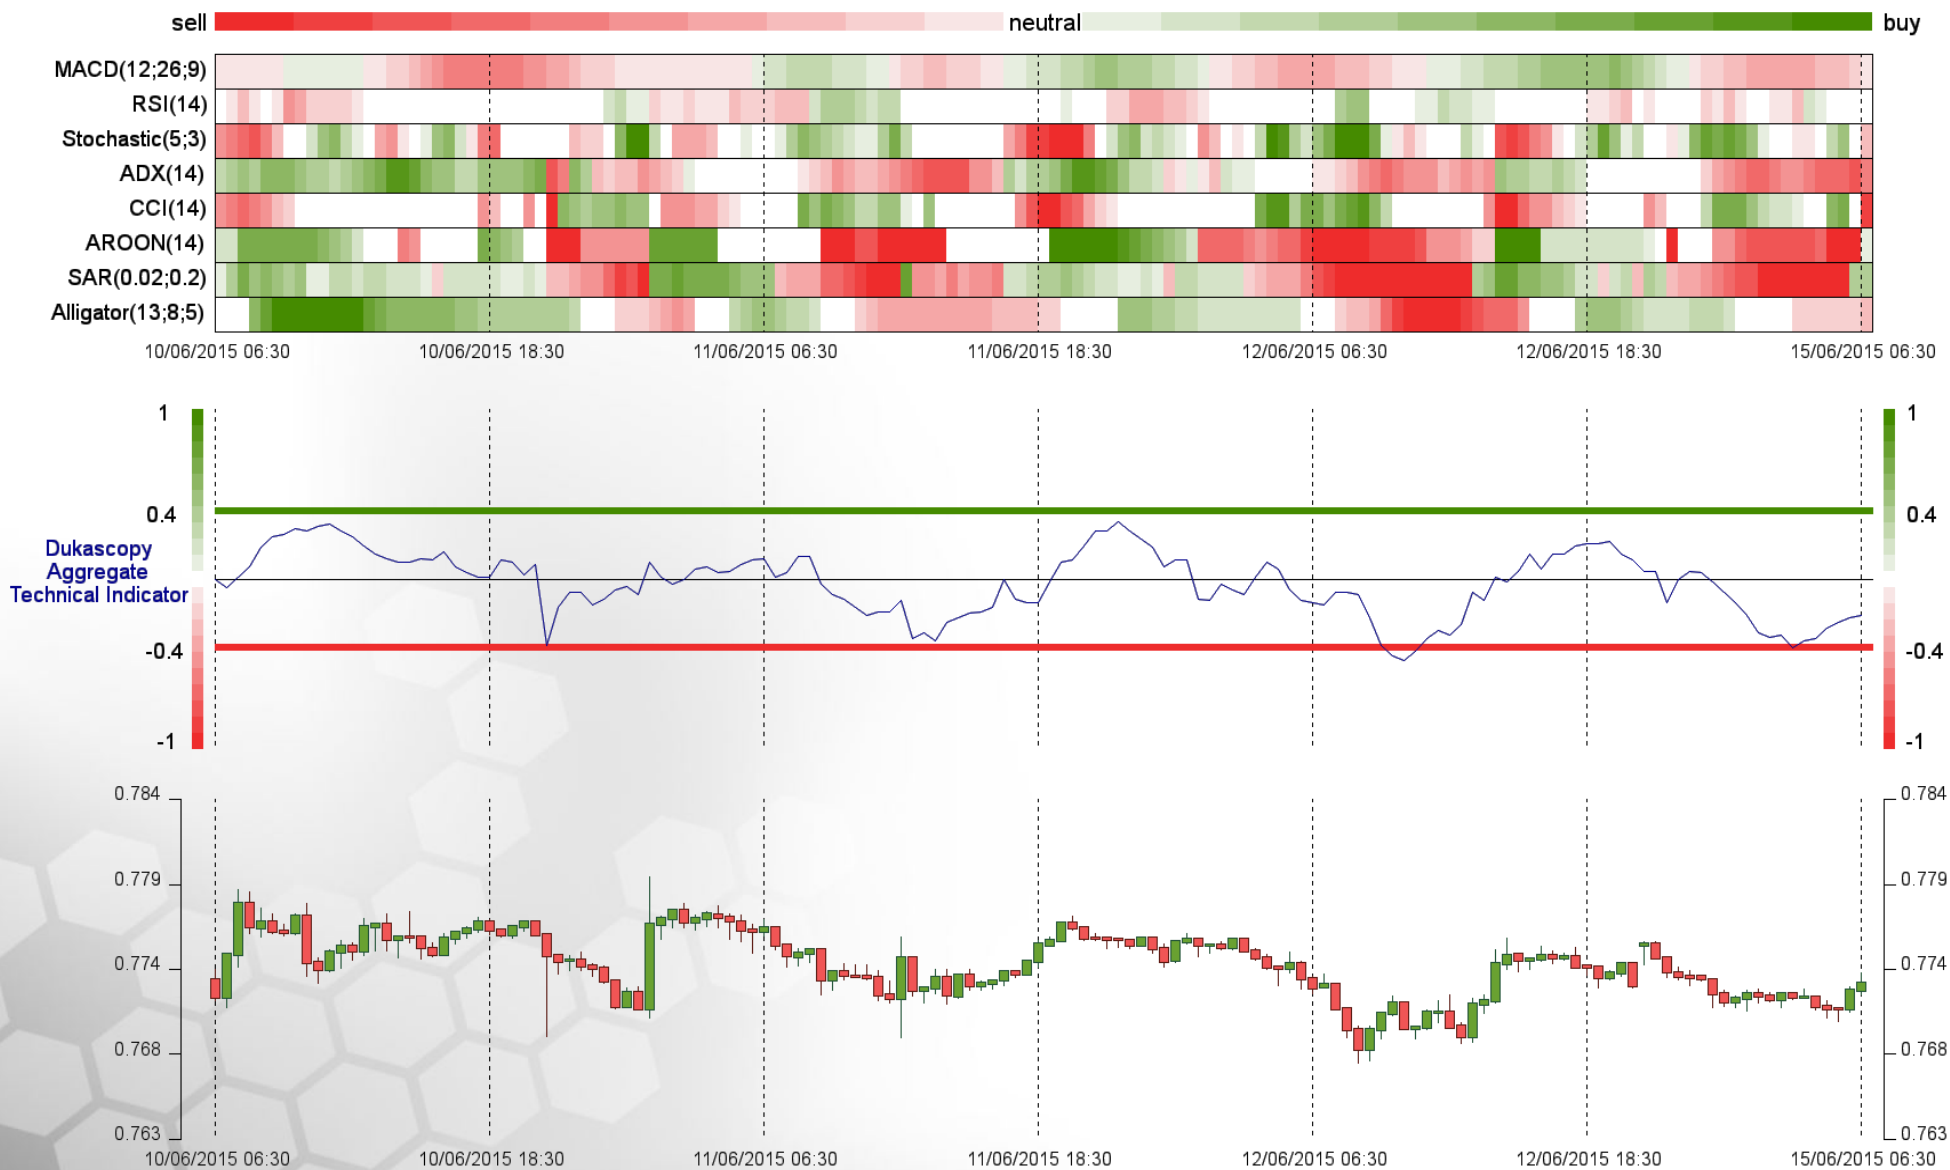 sell neutral buy
MACD(12;26;9)
RSI(14)
Stochastic(5;3)
ADX(14)
CCI(14)
AROON(14)
SAR(0.02;0.2)
Alligator(13;8;5)
10/06/2015 06:30 10/06/2015 18:30 11/06/2015 06:30 11/06/2015 18:30 12/06/2015 06:30 12/06/2015 18:30 15/06/2015 06:30
1 1
0.4 0.4
Dukascopy
Aggregate
Technical Indicator
-0.4 -0.4
-1 -1
0.784 0.784
0.779 0.779
0.774 0.774
0.768 0.768
0.763 0.763
10/06/2015 06:30 10/06/2015 18:30 11/06/2015 06:30 11/06/2015 18:30 12/06/2015 06:30 12/06/2015 18:30 15/06/2015 06:30